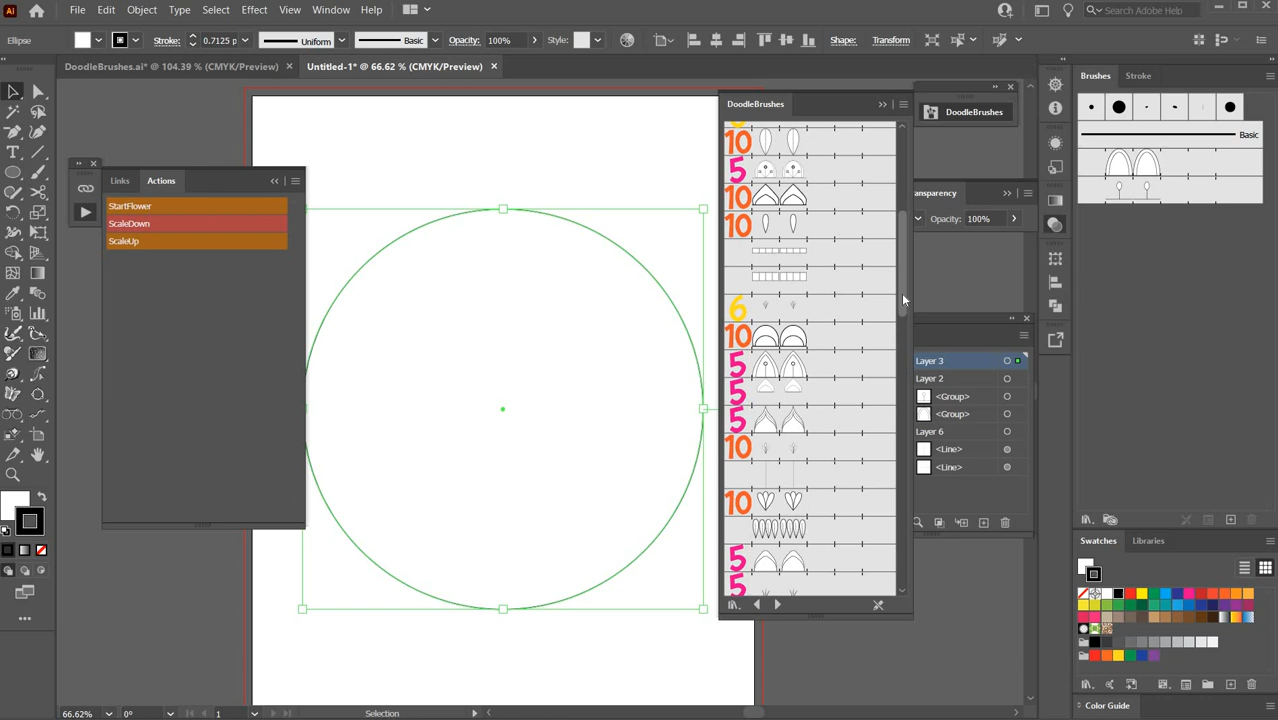 Ai File Edit Object Type Select Effect View Window Help Search Adobe Help
Ellipse Stroke: 0.7125 p Uniform Basic Opacity: 100% Style: Shape: Transform
DoodleBrushes.ai* @ 104.39 % (CMYK/Preview) Untitled-1* @ 66.62 % (CMYK/Preview)
Links Actions
StartFlower
ScaleDown
ScaleUp
DoodleBrushes
10
5
10
10
6
10
5
5
5
10
10
5
5
DoodleBrushes
Transparency
Opacity: 100%
Layer 3
Layer 2
<Group>
<Group>
Layer 6
<Line>
<Line>
Brushes Stroke
Basic
Swatches Libraries
Color Guide
66.62% 0° 1 Selection